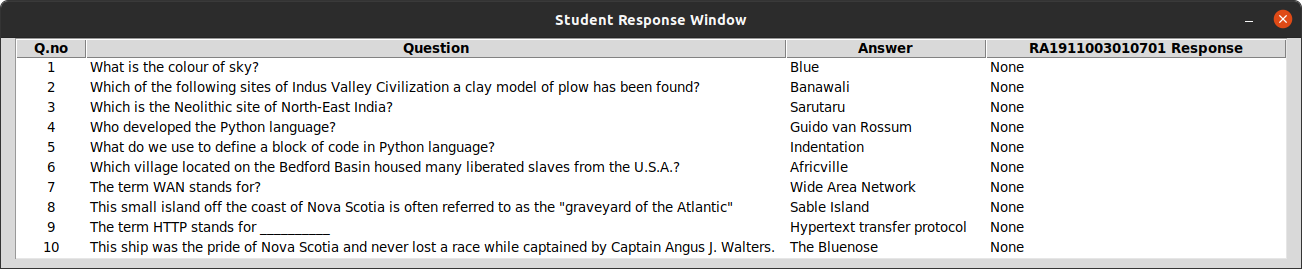 Student Response Window
Q.no Question Answer RA1911003010701 Response
1 What is the colour of sky? Blue None
2 Which of the following sites of Indus Valley Civilization a clay model of plow has been found? Banawali None
3 Which is the Neolithic site of North-East India? Sarutaru None
4 Who developed the Python language? Guido van Rossum None
5 What do we use to define a block of code in Python language? Indentation None
6 Which village located on the Bedford Basin housed many liberated slaves from the U.S.A.? Africville None
7 The term WAN stands for? Wide Area Network None
8 This small island off the coast of Nova Scotia is often referred to as the "graveyard of the Atlantic" Sable Island None
9 The term HTTP stands for __________ Hypertext transfer protocol None
10 This ship was the pride of Nova Scotia and never lost a race while captained by Captain Angus J. Walters. The Bluenose None